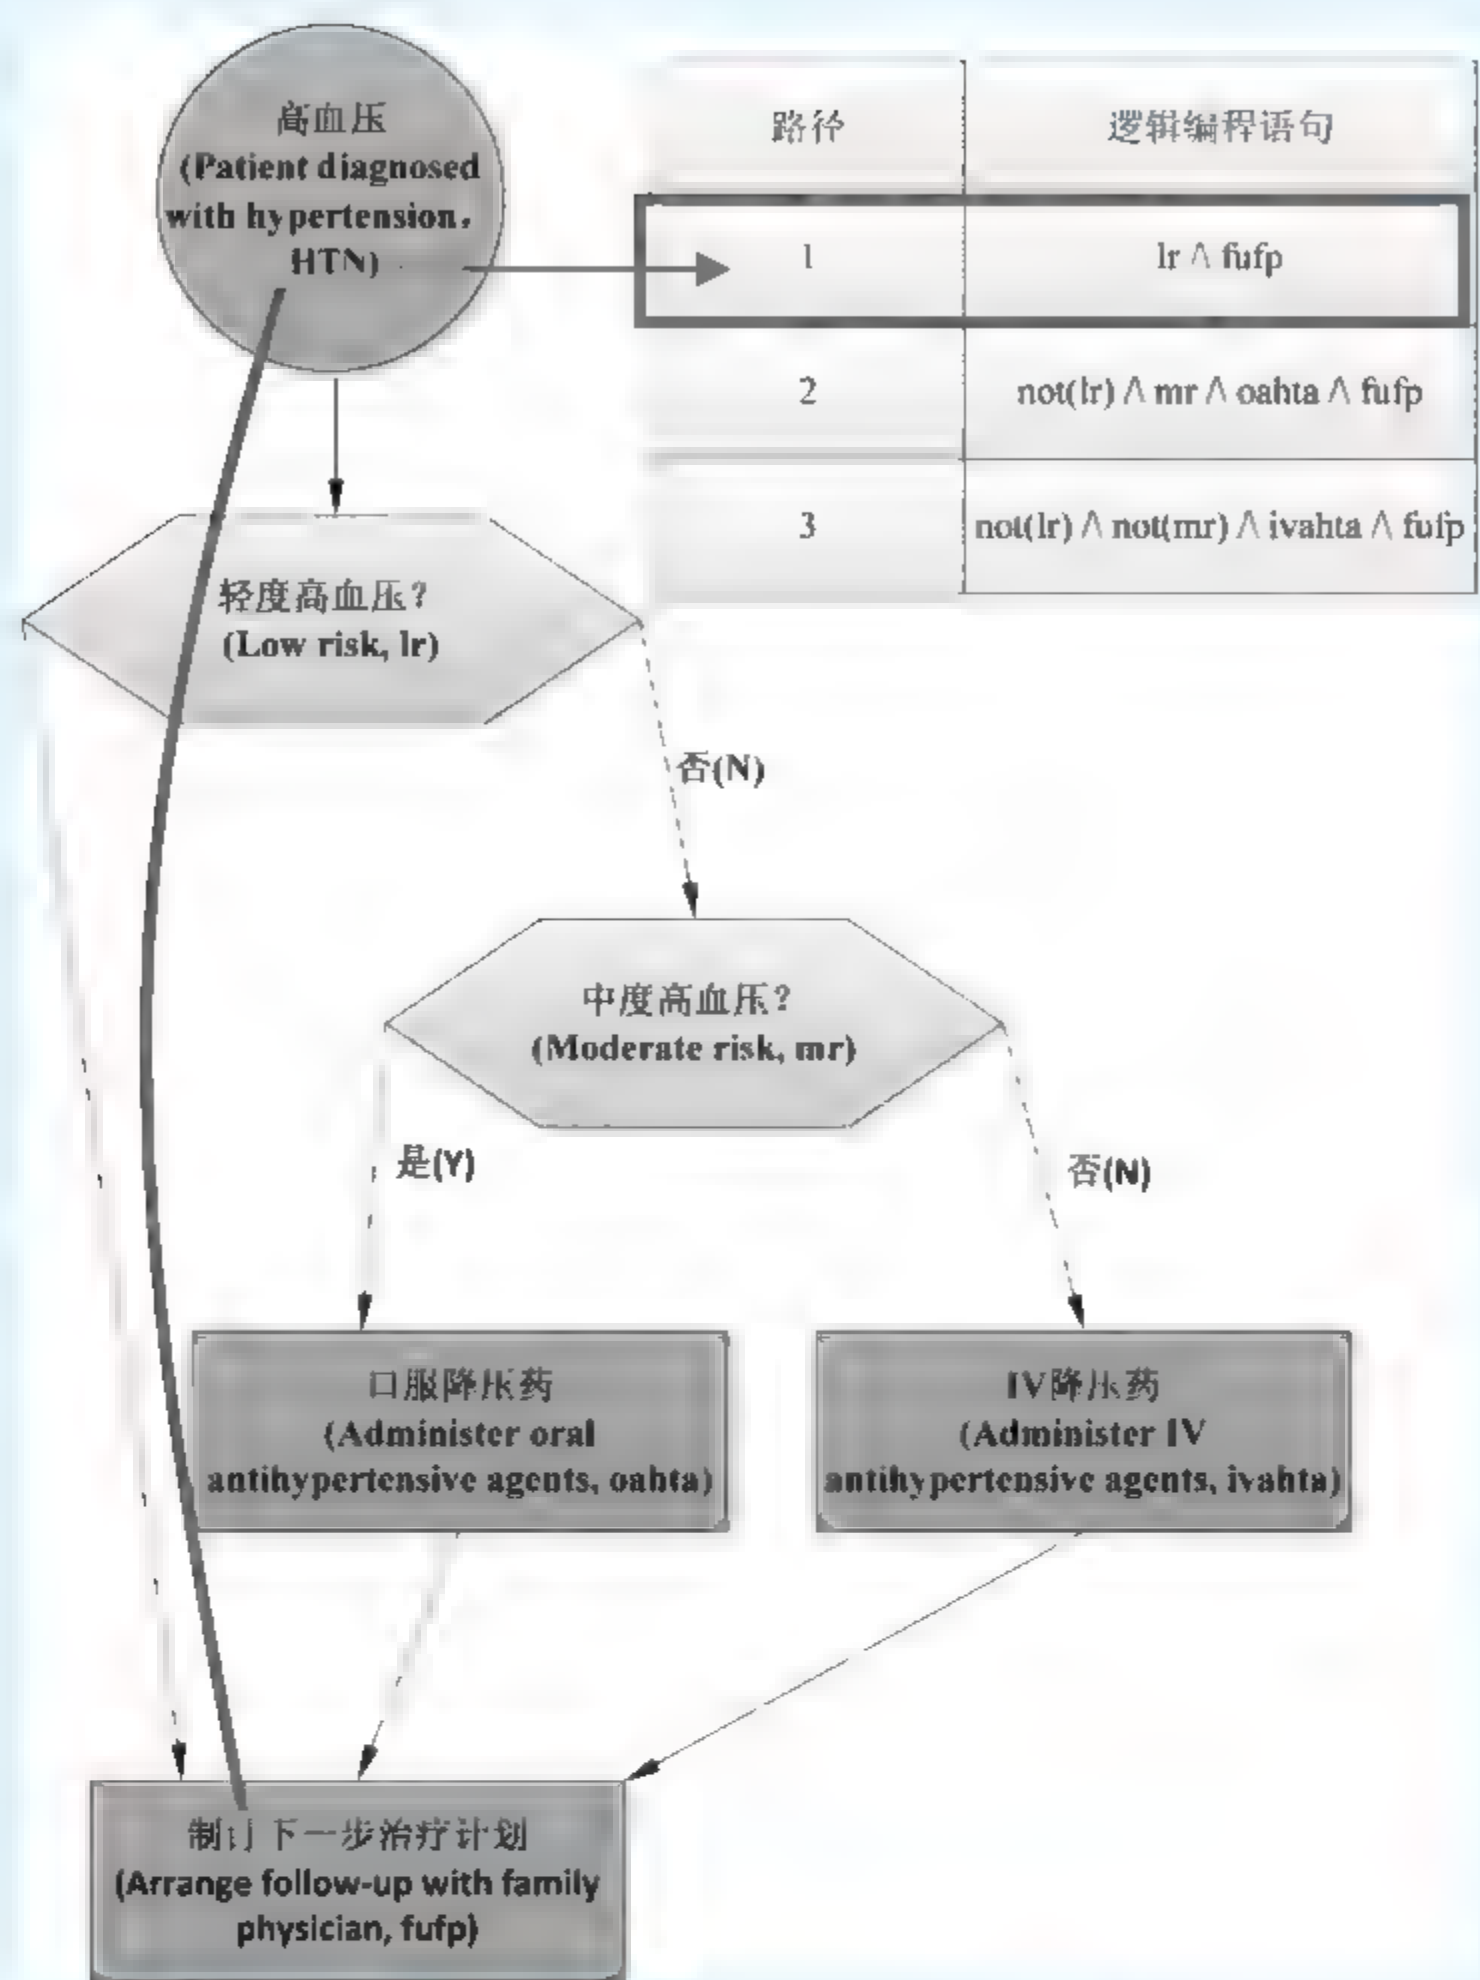 高血压
(Patient diagnosed
with hypertension,
HTN)
路径 逻辑编程语句
1 lr ∧ fufp
2 not(lr) ∧ mr ∧ oahta ∧ fufp
3 not(lr) ∧ not(mr) ∧ ivahta ∧ fufp
轻度高血压?
(Low risk, lr)
否(N)
中度高血压?
(Moderate risk, mr)
是(Y)
否(N)
口服降压药
(Administer oral
antihypertensive agents, oahta)
IV降压药
(Administer IV
antihypertensive agents, ivahta)
制订下一步治疗计划
(Arrange follow-up with family
physician, fufp)